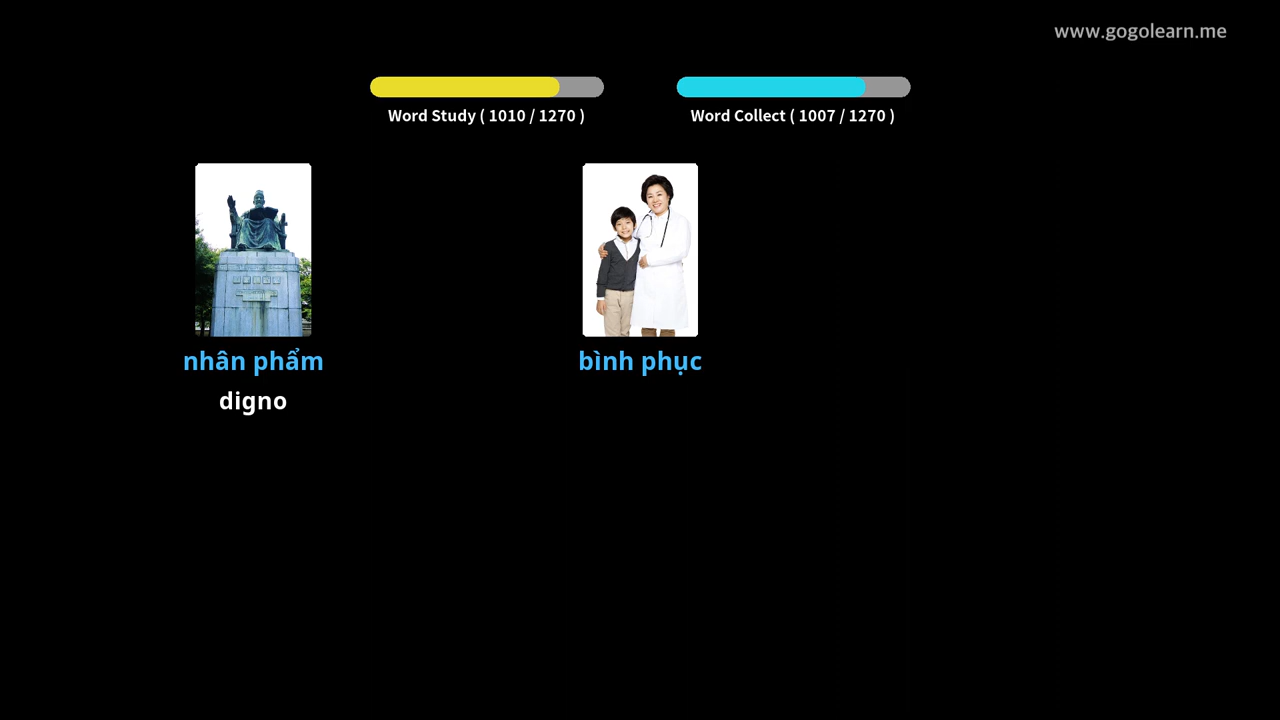 www.gogolearn.me
Word Study ( 1010 / 1270 )
Word Collect ( 1007 / 1270 )
nhân phẩm
digno
bình phục